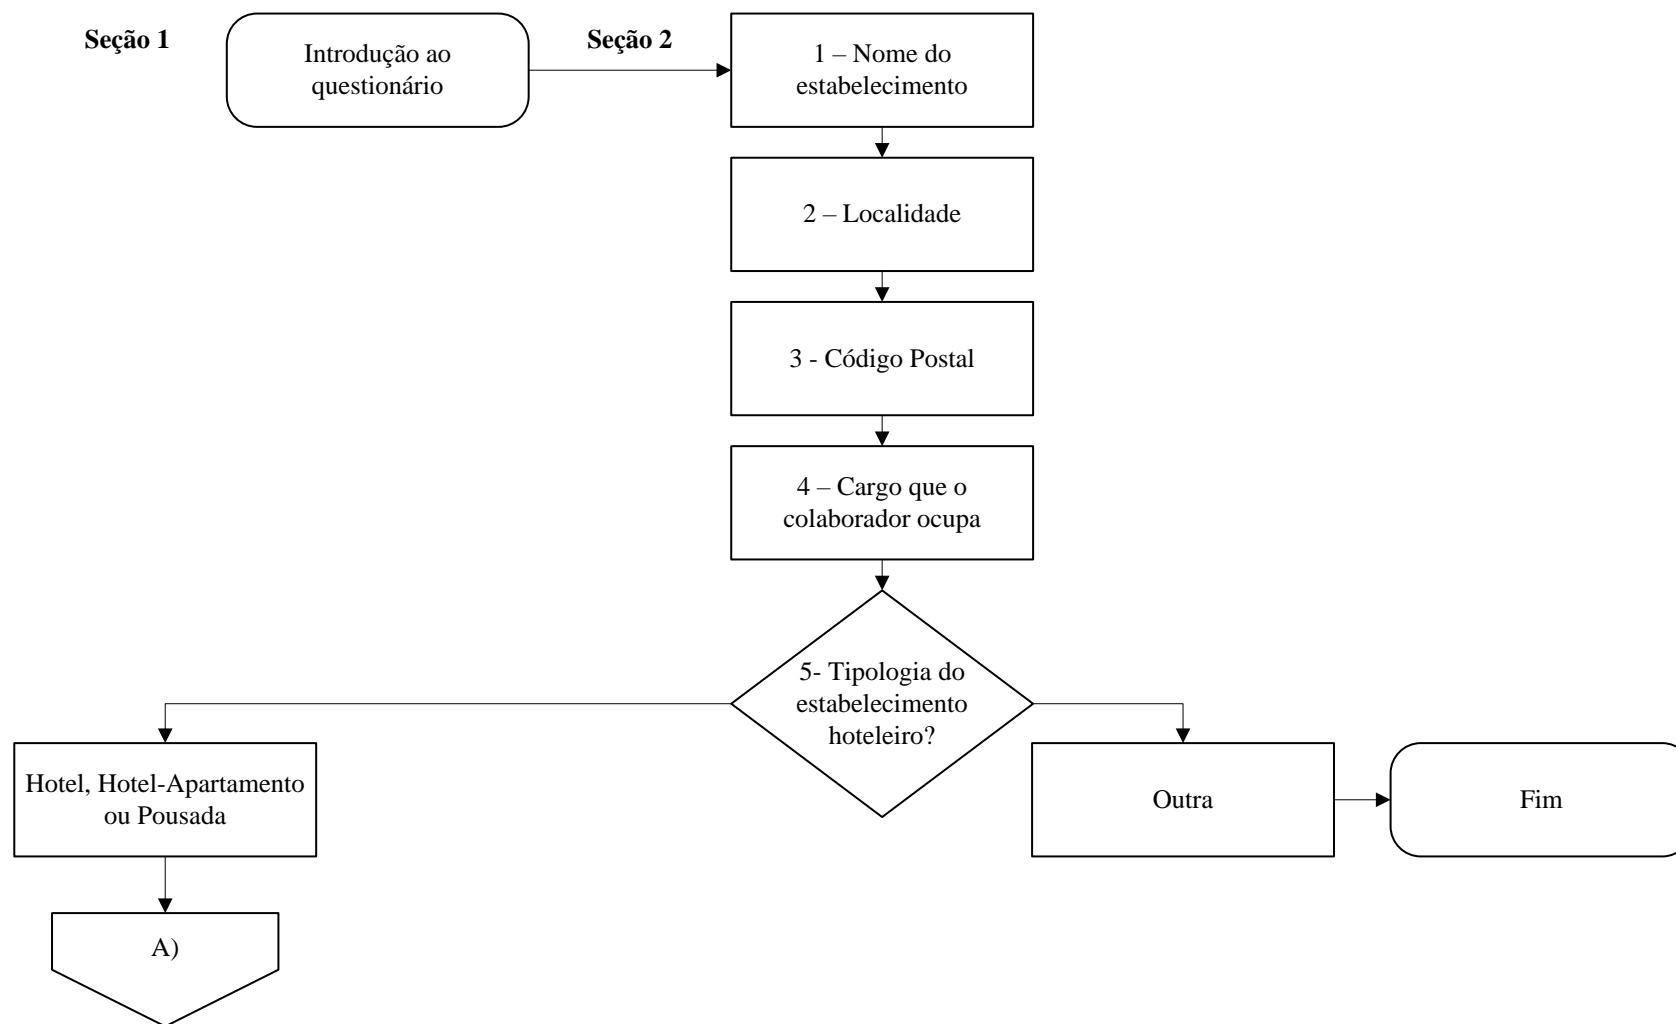 Seção 1
Introdução ao
questionário
Seção 2
1 – Nome do
estabelecimento
2 – Localidade
3 - Código Postal
4 – Cargo que o
colaborador ocupa
5- Tipologia do
estabelecimento
hoteleiro?
Hotel, Hotel-Apartamento
ou Pousada
Outra
Fim
A)